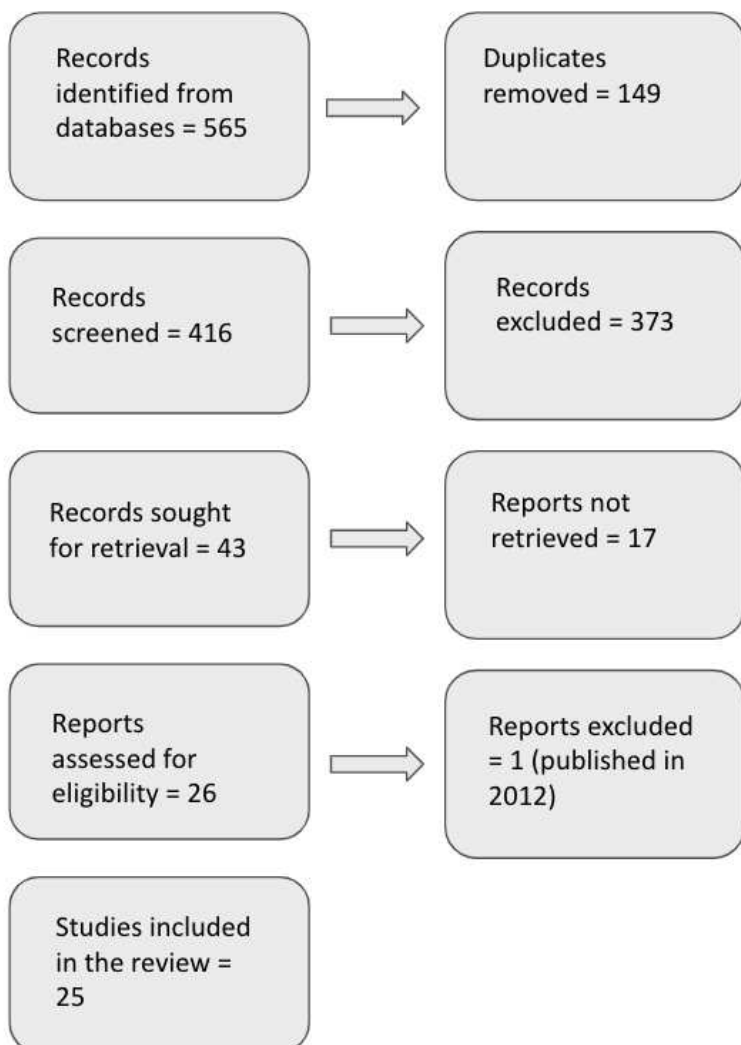 Records
identified from
databases = 565
Duplicates
removed = 149
Records
screened = 416
Records
excluded = 373
Records sought
for retrieval = 43
Reports not
retrieved = 17
Reports
assessed for
eligibility = 26
Reports excluded
= 1 (published in
2012)
Studies included
in the review =
25